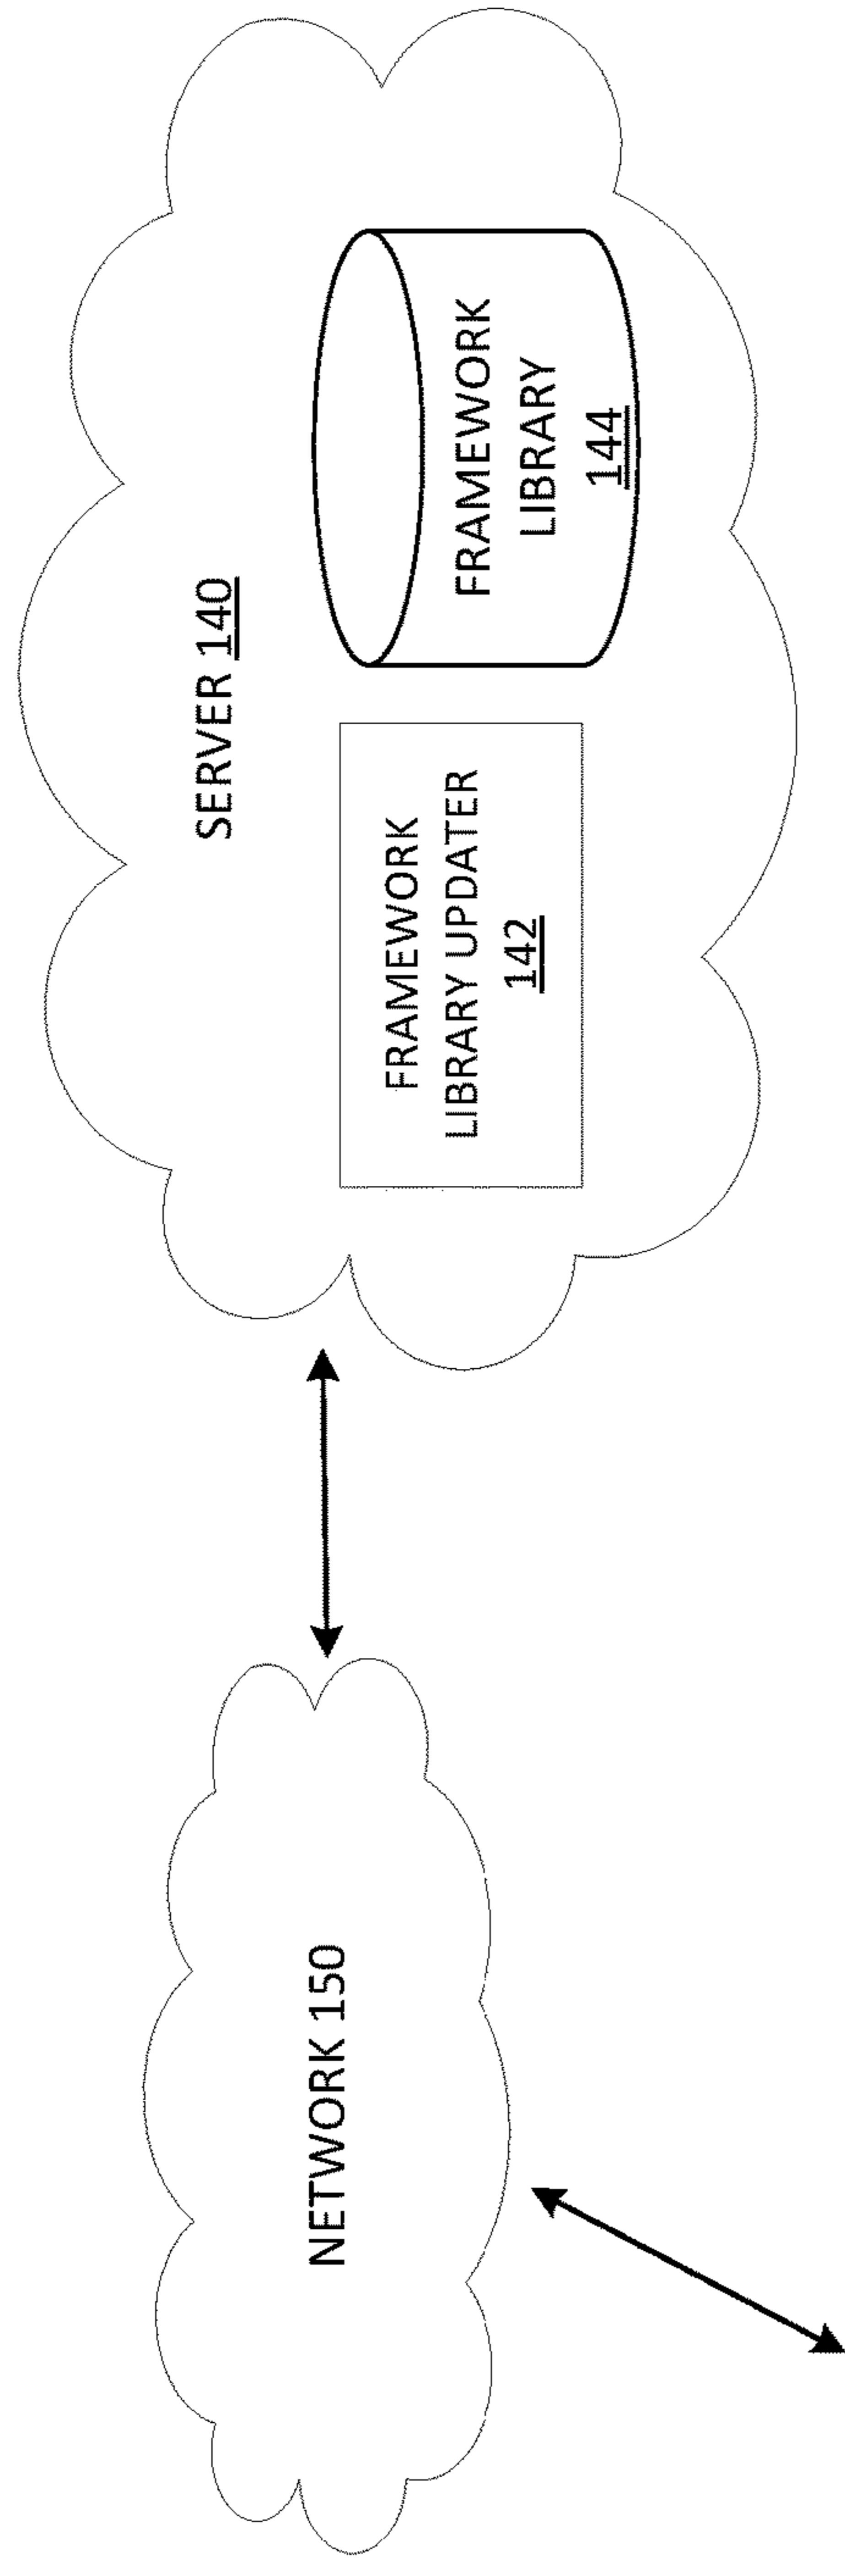 SERVER 140
FRAMEWORK
LIBRARY UPDATER
142
FRAMEWORK
LIBRARY
144
NETWORK 150